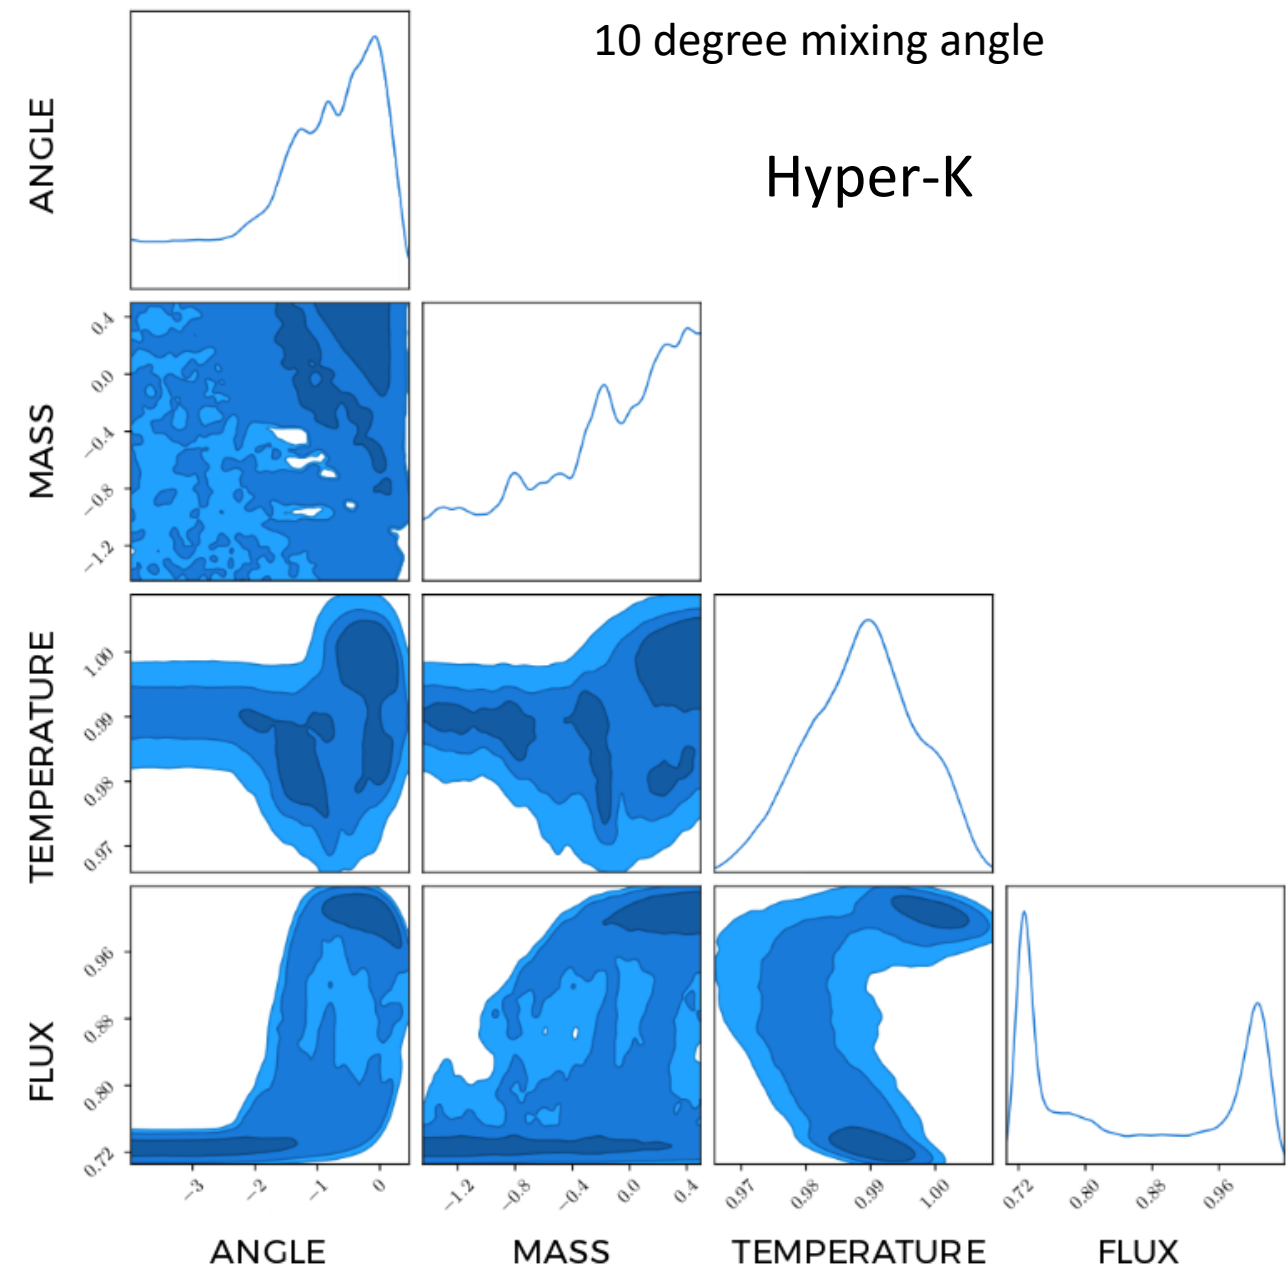 10 degree mixing angle
Hyper-K
ANGLE
MASS
0.4
0.0
−0.4
−0.8
−1.2
TEMPERATURE
1.00
0.99
0.98
0.97
FLUX
0.96
0.88
0.80
0.72
−3 −2 −1 0
−1.2 −0.8 −0.4 0.0 0.4
0.97 0.98 0.99 1.00
0.72 0.80 0.88 0.96
ANGLE MASS TEMPERATURE FLUX